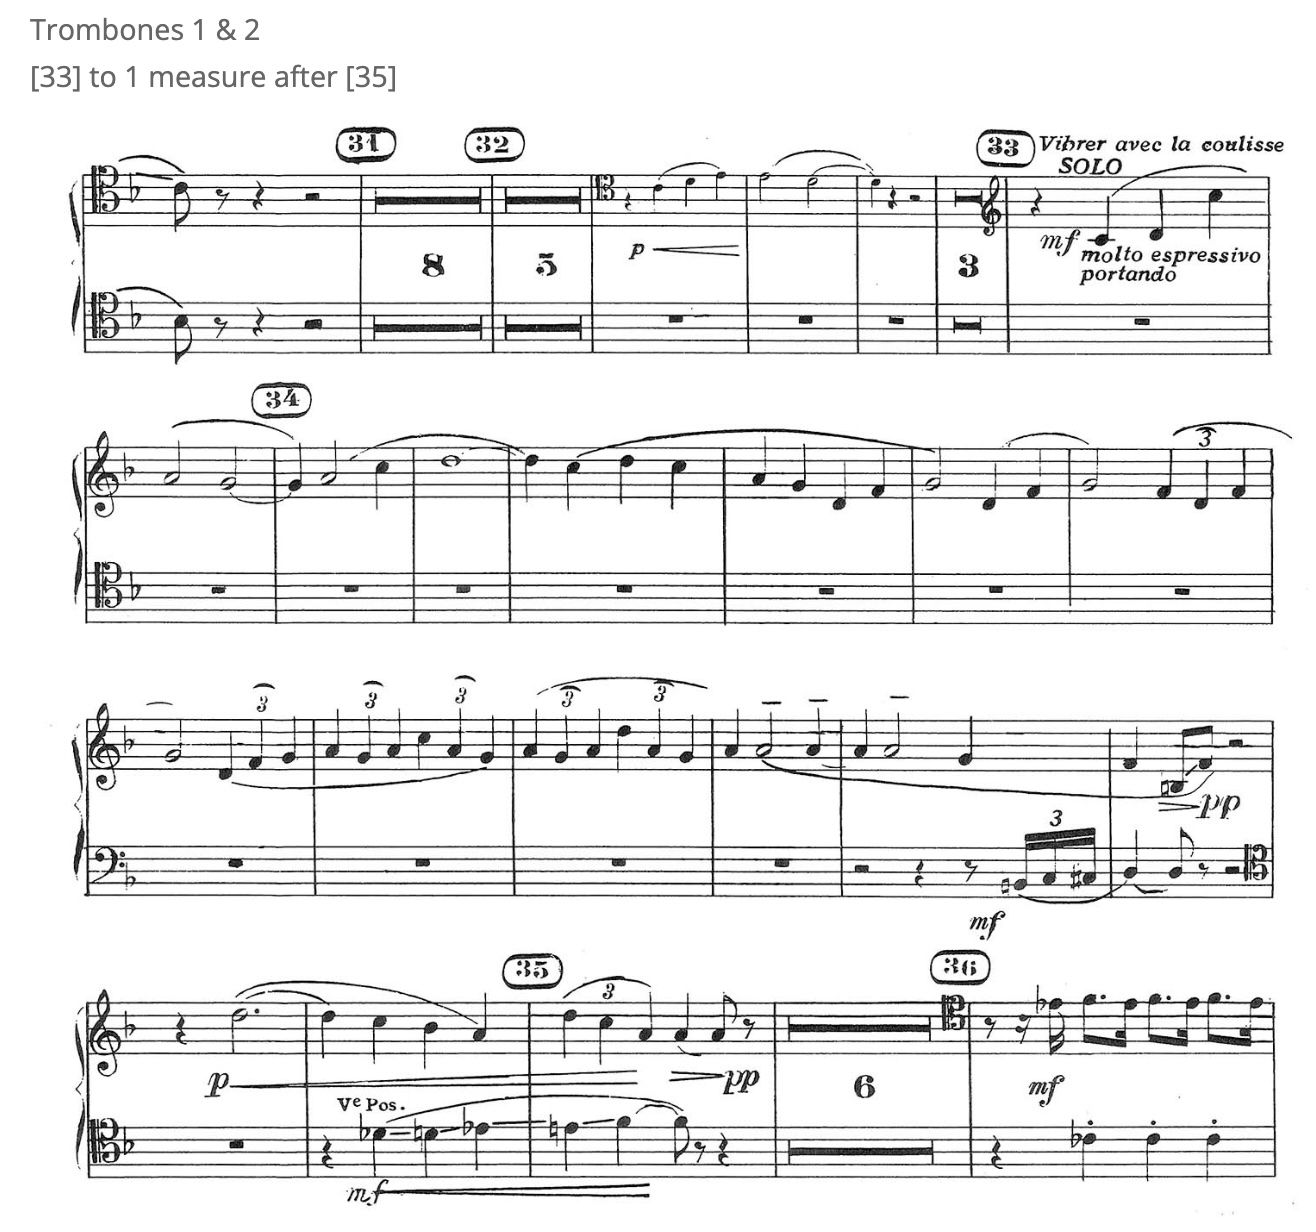 Trombones 1 & 2
[33] to 1 measure after [35]
31
32
33
Vibrer avec la coulisse
SOLO
p
mf
molto espressivo
portando
8
5
3
34
3
3
3
3
3
3
pp
3
mf
35
36
3
p
pp
Ve Pos.
6
mf
mf